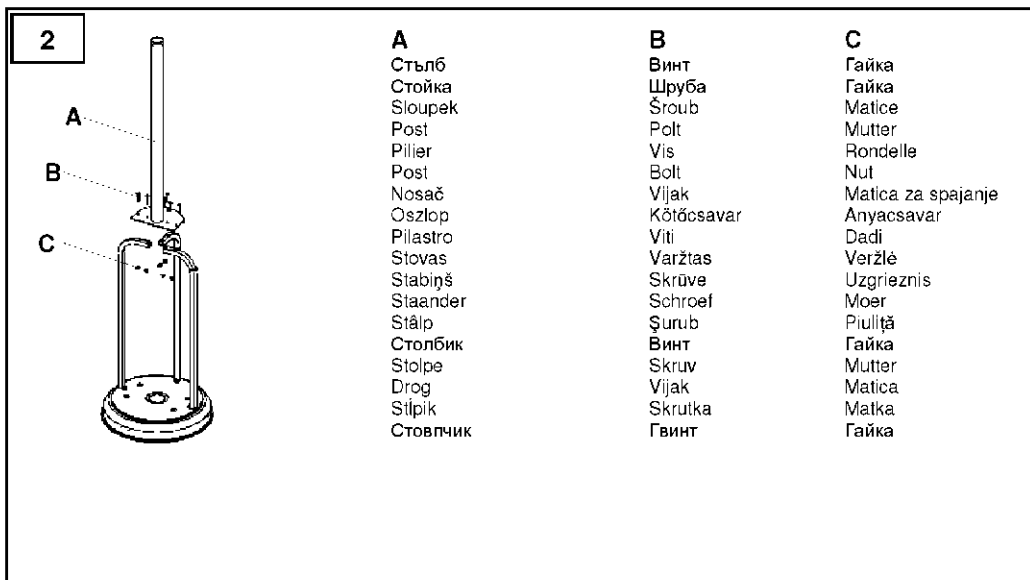 2
A B C
Стълб Винт Гайка
Стойка Шруба Гайка
Sloupek Šroub Matice
Post Polt Mutter
Pilier Vis Rondelle
Post Bolt Nut
Nosač Vijak Matica za spajanje
Oszlop Kötőcsavar Anyacsavar
Pilastro Viti Dadi
Stovas Varžtas Veržlė
Stabiņš Skrūve Uzgrieznis
Staander Schroef Moer
Stâlp Şurub Piuliţă
Столбик Винт Гайка
Stolpe Skruv Mutter
Drog Vijak Matica
Stĺpik Skrutka Matka
Стовпчик Гвинт Гайка
A
B
C